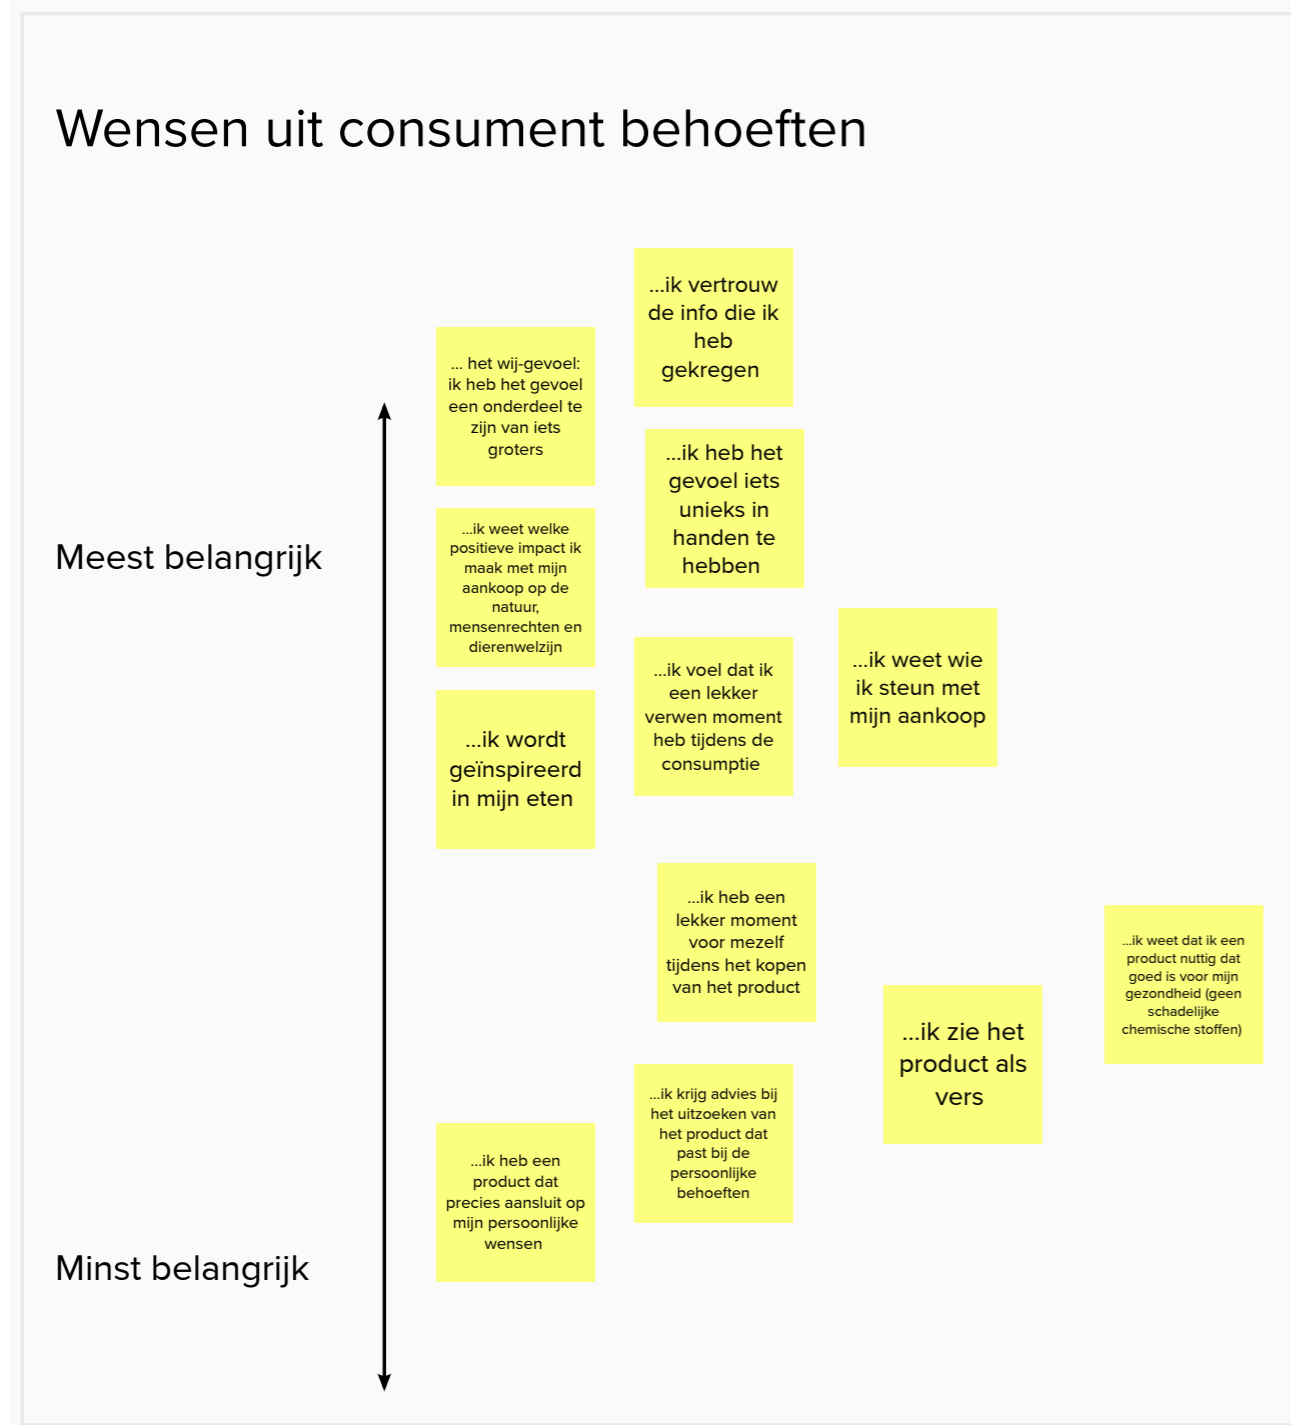 Wensen uit consument behoeften
...ik vertrouw
de info die ik
heb
gekregen
... het wij-gevoel:
ik heb het gevoel
een onderdeel te
zijn van iets
groters
...ik heb het
gevoel iets
unieks in
handen te
hebben
Meest belangrijk
...ik weet welke
positieve impact ik
maak met mijn
aankoop op de
natuur,
mensenrechten en
dierenwelzijn
...ik weet wie
ik steun met
mijn aankoop
...ik voel dat ik
een lekker
verwen moment
heb tijdens de
consumptie
...ik wordt
geïnspireerd
in mijn eten
...ik heb een
lekker moment
voor mezelf
tijdens het kopen
van het product
...ik weet dat ik een
product nuttig dat
goed is voor mijn
gezondheid (geen
schadelijke
chemische stoffen)
...ik zie het
product als
vers
...ik krijg advies bij
het uitzoeken van
het product dat
past bij de
persoonlijke
behoeften
...ik heb een
product dat
precies aansluit op
mijn persoonlijke
wensen
Minst belangrijk